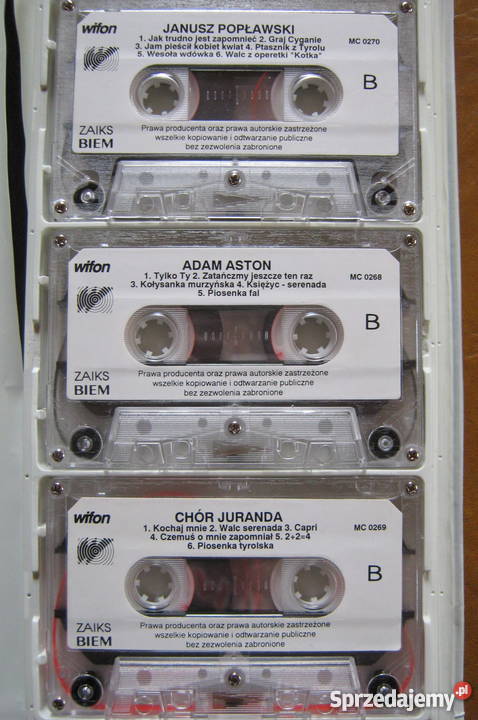 wifon
JANUSZ POPŁAWSKI
1. Jak trudno jest zapomnieć 2. Graj Cyganie
MC 0270
3. Jam pieścił kobiet kwiat 4. Ptasznik z Tyrolu
5. Wesoła wdówka 6. Walc z operetki "Kotka"
B
ZAIKS
BIEM
Prawa producenta oraz prawa autorskie zastrzeżone
wszelkie kopiowanie i odtwarzanie publiczne
bez zezwolenia zabronione
wifon
ADAM ASTON
1. Tylko Ty 2. Zatańczmy jeszcze ten raz
MC 0268
3. Kołysanka murzyńska 4. Księżyc - serenada
5. Piosenka fal
B
ZAIKS
BIEM
Prawa producenta oraz prawa autorskie zastrzeżone
wszelkie kopiowanie i odtwarzanie publiczne
bez zezwolenia zabronione
wifon
CHÓR JURANDA
1. Kochaj mnie 2. Walc serenada 3. Capri
MC 0269
4. Czemuś o mnie zapomniał 5. 2+2=4
6. Piosenka tyrolska
B
ZAIKS
BIEM
Prawa producenta oraz prawa autorskie zastrzeżone
wszelkie kopiowanie i odtwarzanie publiczne
bez zezwolenia zabronione
Sprzedajemy.pl